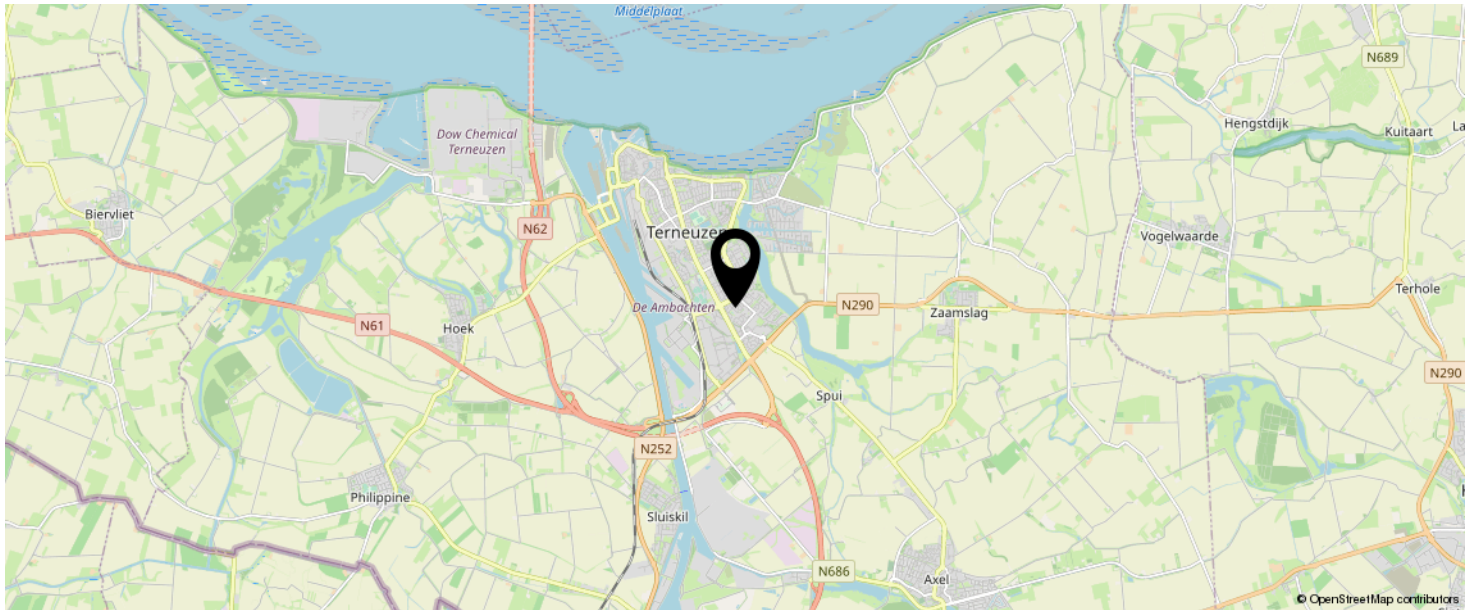 Middelplaat
N689
Dow Chemical
Terneuzen
Hengstdijk
Kuitaart
La
Biervliet
N62
Terneuzen
Vogelwaarde
De Ambachten
N290
Zaamslag
Terhole
N61
Hoek
N290
Spui
N252
Philippine
Sluiskil
N686
Axel
H
© OpenStreetMap contributors